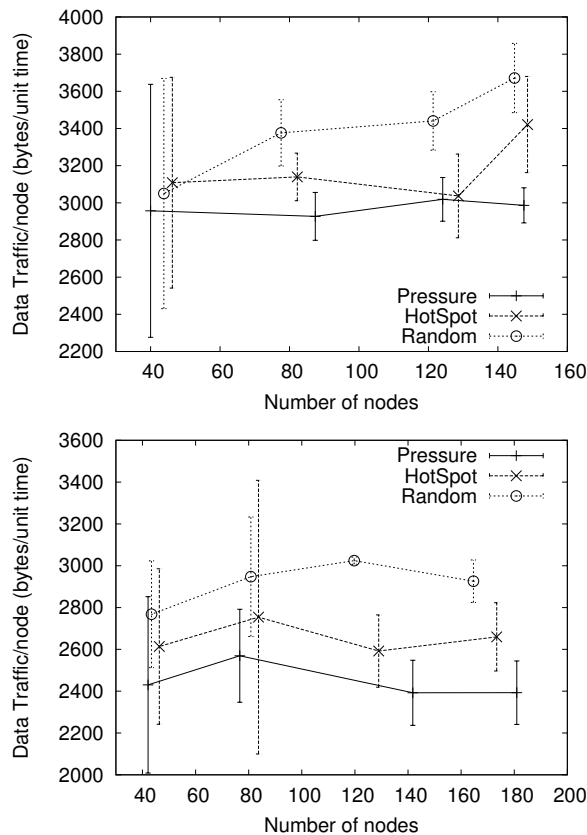 4000
3800
3600
3400
3200
3000
2800
2600
2400
2200
Data Traffic/node (bytes/unit time)
Pressure
HotSpot
Random
40 60 80 100 120 140 160
Number of nodes
3600
3400
3200
3000
2800
2600
2400
2200
2000
Data Traffic/node (bytes/unit time)
Pressure
HotSpot
Random
40 60 80 100 120 140 160 180 200
Number of nodes